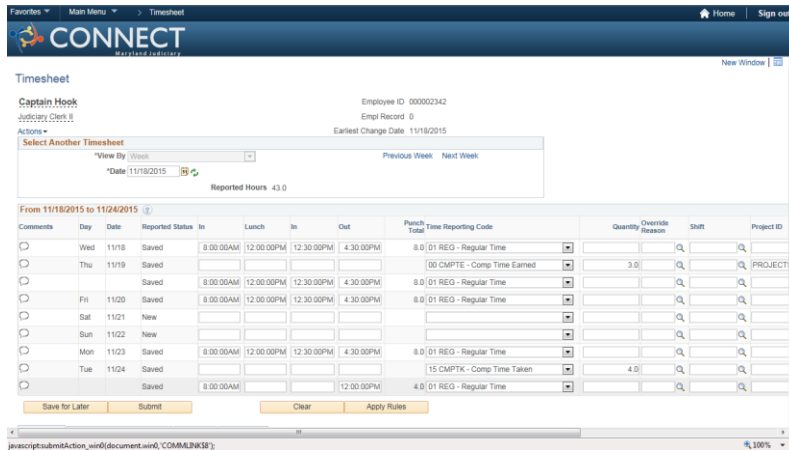 Favorites Main Menu > Timesheet Home Sign out
CONNECT
Maryland Judiciary
New Window
Timesheet
Captain Hook Employee ID 000002342
Judiciary Clerk II Empl Record 0
Actions Earliest Change Date 11/18/2015
Select Another Timesheet
*View By Week Previous Week Next Week
*Date 11/18/2015
Reported Hours 43.0
From 11/18/2015 to 11/24/2015
Comments Day Date Reported Status In Lunch In Out Punch Total Time Reporting Code Quantity Override Reason Shift Project ID
Wed 11/18 Saved 8:00:00AM 12:00:00PM 12:30:00PM 4:30:00PM 8.0 01 REG - Regular Time
Thu 11/19 Saved 00 CMPTE - Comp Time Earned 3.0 PROJECT
Saved 8:00:00AM 12:00:00PM 12:30:00PM 4:30:00PM 8.0 01 REG - Regular Time
Fri 11/20 Saved 8:00:00AM 12:00:00PM 12:30:00PM 4:30:00PM 8.0 01 REG - Regular Time
Sat 11/21 New
Sun 11/22 New
Mon 11/23 Saved 8:00:00AM 12:00:00PM 12:30:00PM 4:30:00PM 8.0 01 REG - Regular Time
Tue 11/24 Saved 15 CMPTK - Comp Time Taken 4.0
Saved 8:00:00AM 12:00:00PM 4.0 01 REG - Regular Time
Save for Later Submit Clear Apply Rules
javascript:submitAction_win0(document.win0,'COMMLINK$8'); 100%